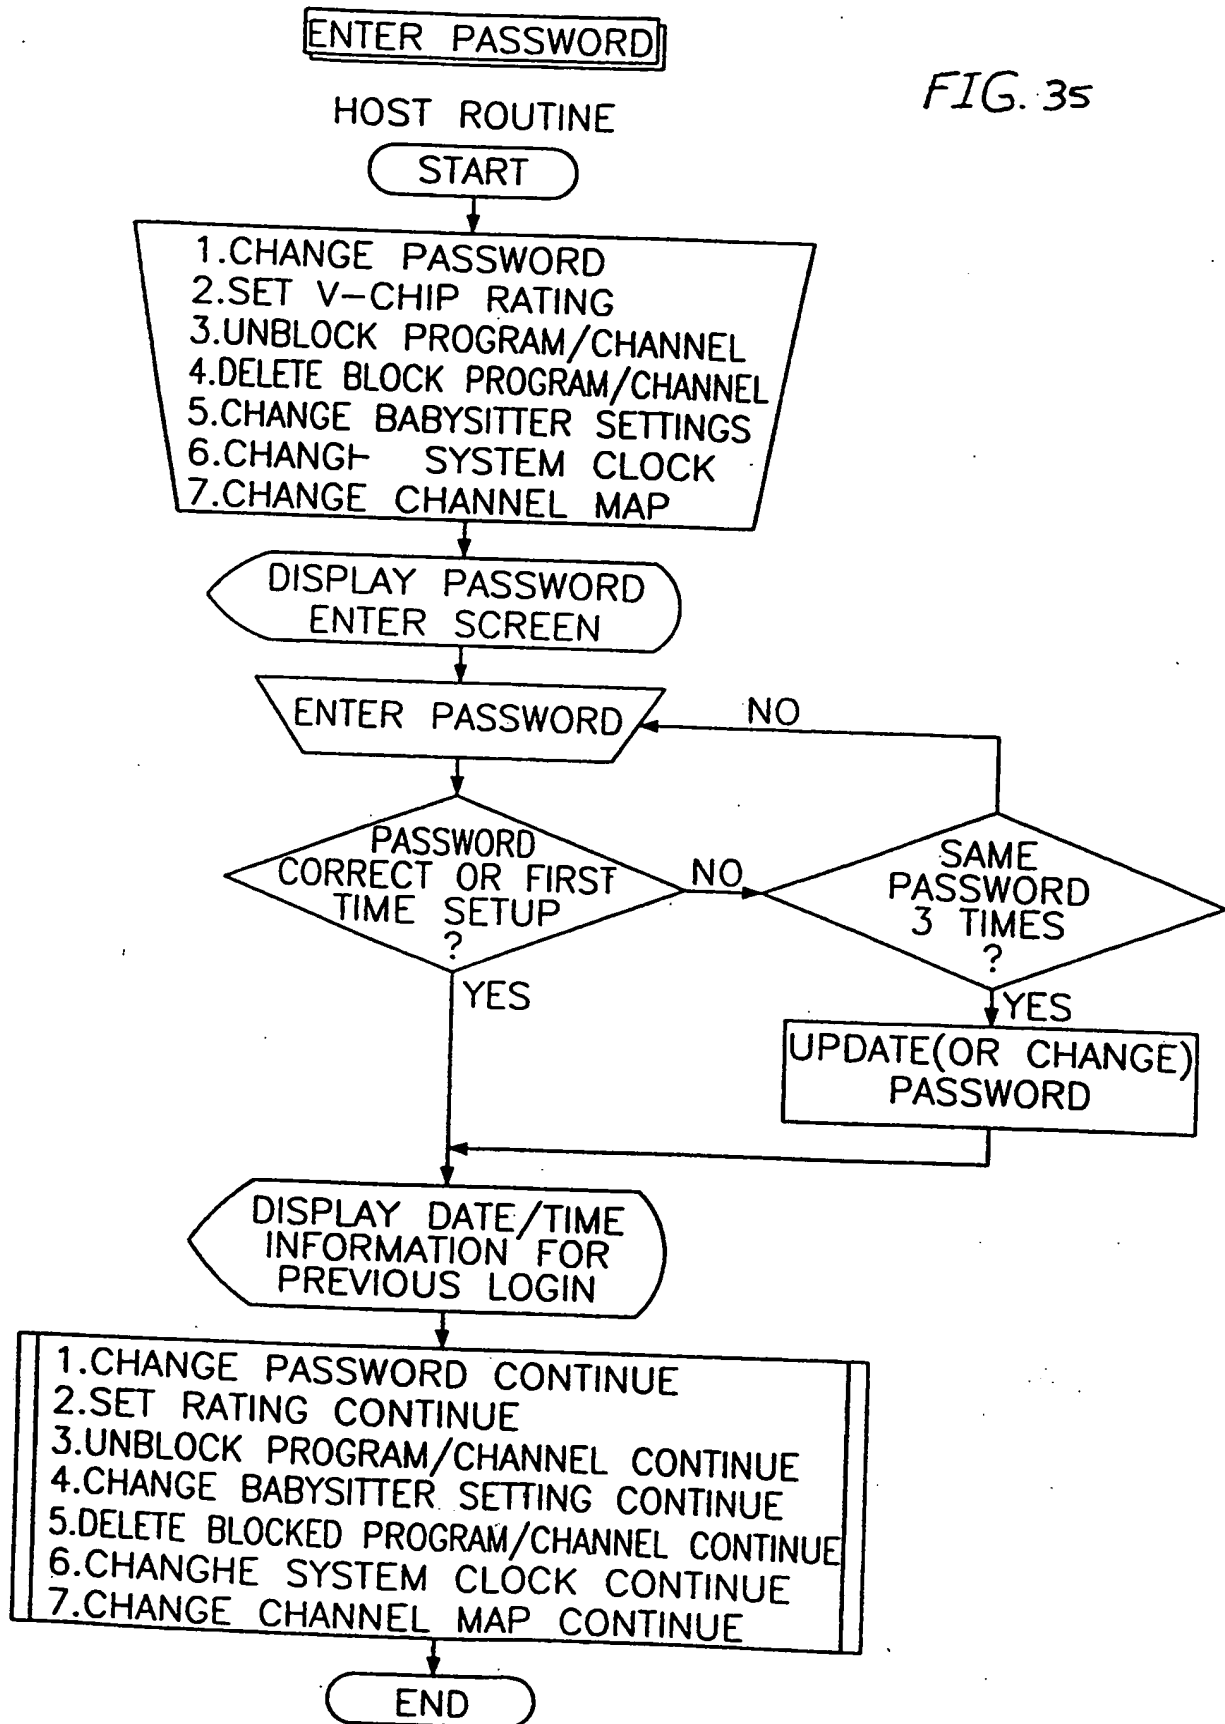 ENTER PASSWORD
FIG. 35
HOST ROUTINE
START
1.CHANGE PASSWORD
2.SET V-CHIP RATING
3.UNBLOCK PROGRAM/CHANNEL
4.DELETE BLOCK PROGRAM/CHANNEL
5.CHANGE BABYSITTER SETTINGS
6.CHANGE SYSTEM CLOCK
7.CHANGE CHANNEL MAP
DISPLAY PASSWORD
ENTER SCREEN
ENTER PASSWORD
NO
PASSWORD
CORRECT OR FIRST
TIME SETUP
?
NO
SAME
PASSWORD
3 TIMES
?
YES
YES
UPDATE(OR CHANGE)
PASSWORD
DISPLAY DATE/TIME
INFORMATION FOR
PREVIOUS LOGIN
1.CHANGE PASSWORD CONTINUE
2.SET RATING CONTINUE
3.UNBLOCK PROGRAM/CHANNEL CONTINUE
4.CHANGE BABYSITTER SETTING CONTINUE
5.DELETE BLOCKED PROGRAM/CHANNEL CONTINUE
6.CHANGHE SYSTEM CLOCK CONTINUE
7.CHANGE CHANNEL MAP CONTINUE
END